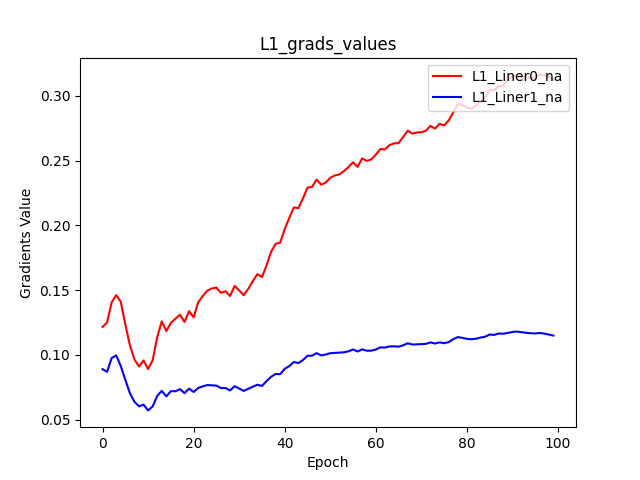 L1_grads_values
L1_Liner0_na
L1_Liner1_na
0.30
0.25
0.20
0.15
0.10
0.05
Gradients Value
0 20 40 60 80 100
Epoch